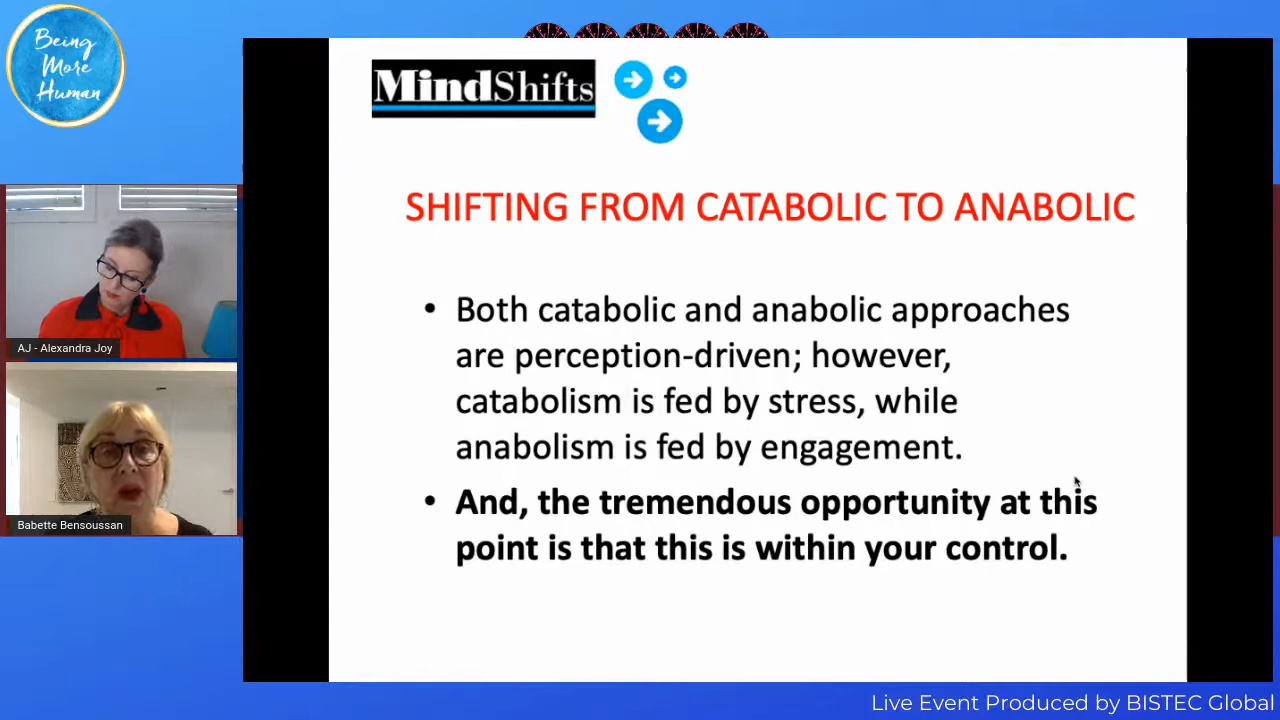 Being
More
Human
MindShifts
SHIFTING FROM CATABOLIC TO ANABOLIC
• Both catabolic and anabolic approaches
are perception-driven; however,
catabolism is fed by stress, while
anabolism is fed by engagement.
• And, the tremendous opportunity at this
point is that this is within your control.
AJ - Alexandra Joy
Babette Bensoussan
Live Event Produced by BISTEC Global